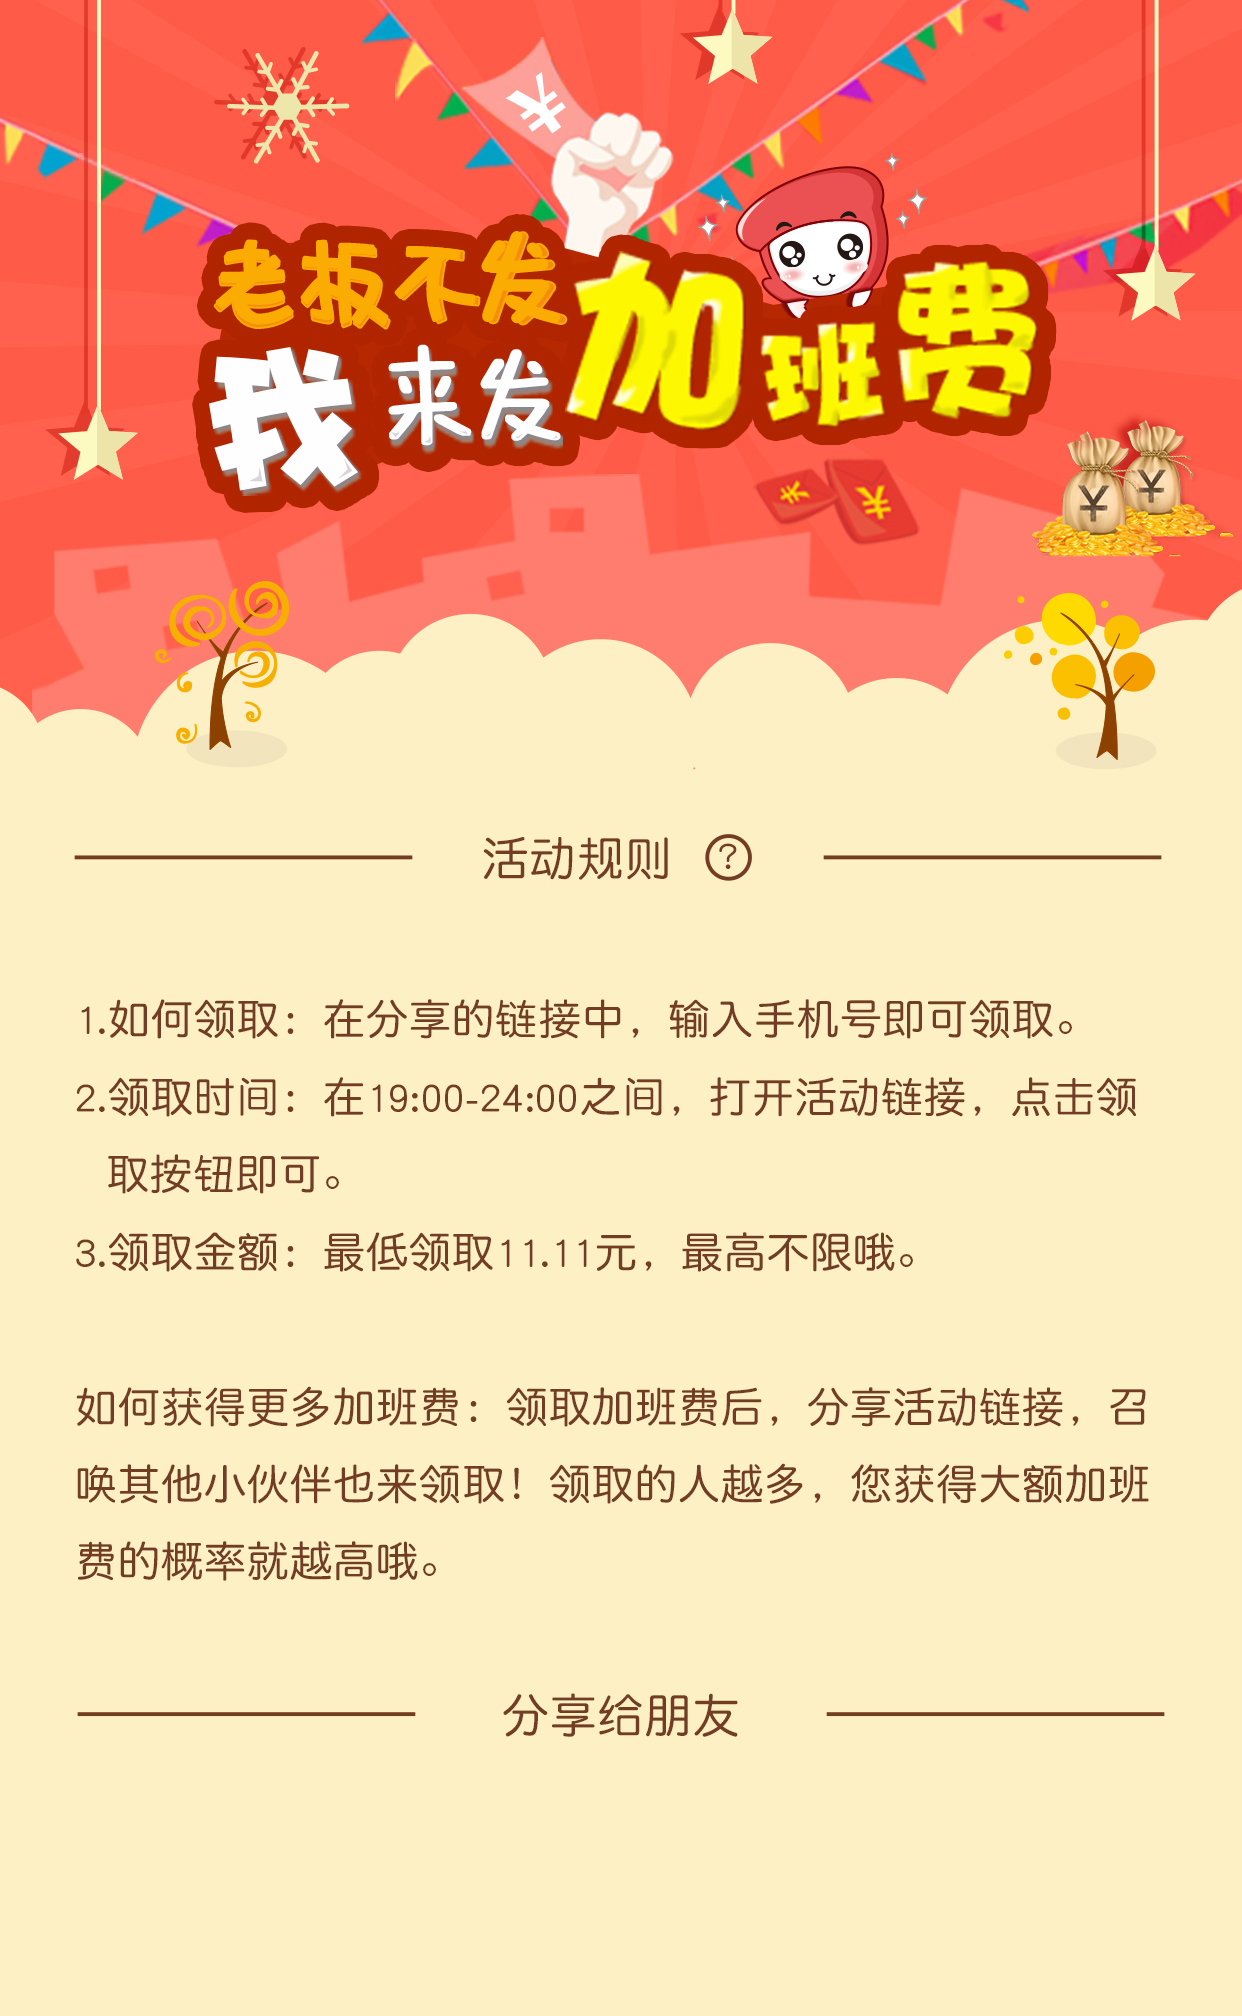 老板不发
我来发加班费
¥
¥
¥
¥
¥
活动规则 ?
1.如何领取：在分享的链接中，输入手机号即可领取。
2.领取时间：在19:00-24:00之间，打开活动链接，点击领
取按钮即可。
3.领取金额：最低领取11.11元，最高不限哦。
如何获得更多加班费：领取加班费后，分享活动链接，召
唤其他小伙伴也来领取！领取的人越多，您获得大额加班
费的概率就越高哦。
分享给朋友